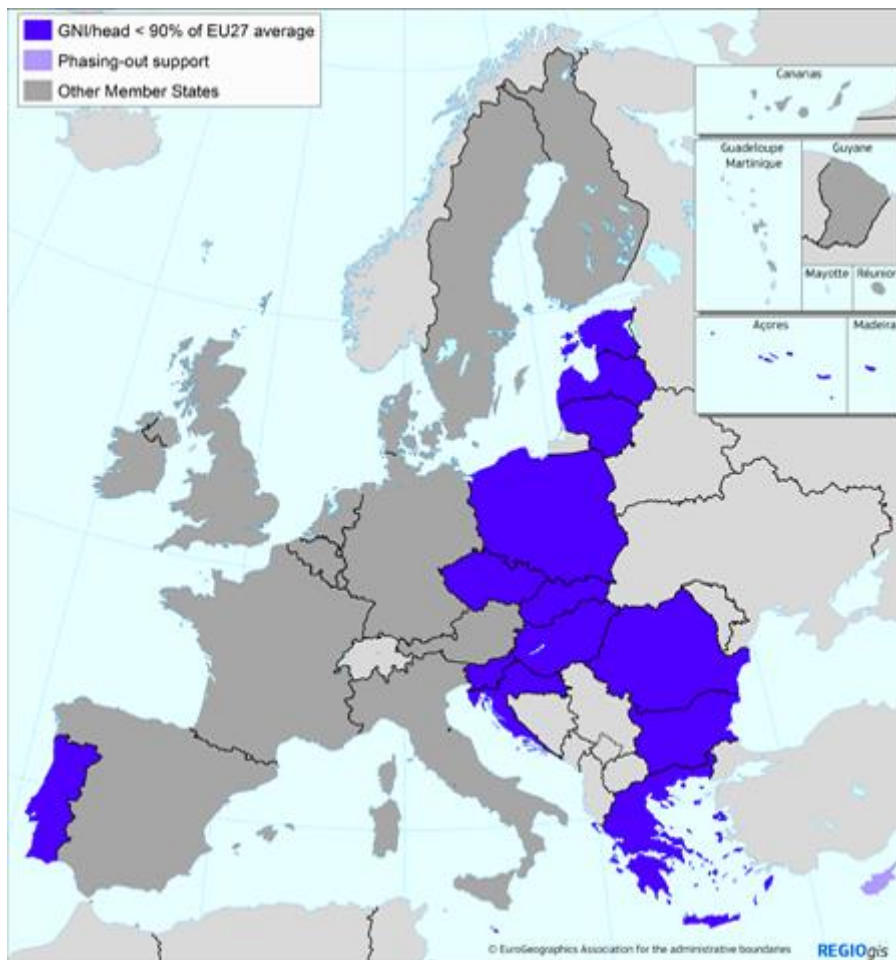 GNI/head < 90% of EU27 average
Phasing-out support
Other Member States
Canarias
Guadeloupe
Martinique
Guyane
Mayotte
Réunion
Açores
Madeira
© EuroGeographics Association for the administrative boundaries
REGIOgis